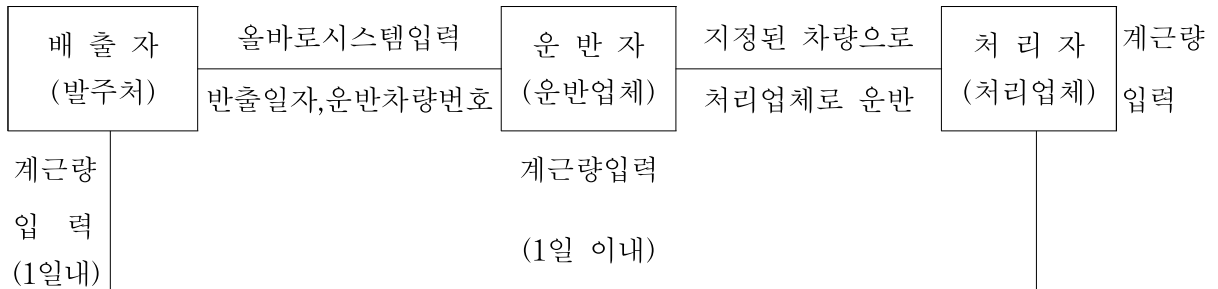 배 출 자
(발주처)
올바로시스템입력
반출일자,운반차량번호
운 반 자
(운반업체)
지정된 차량으로
처리업체로 운반
처 리 자
(처리업체)
계근량
입력
계근량
입 력
(1일내)
계근량입력
(1일 이내)